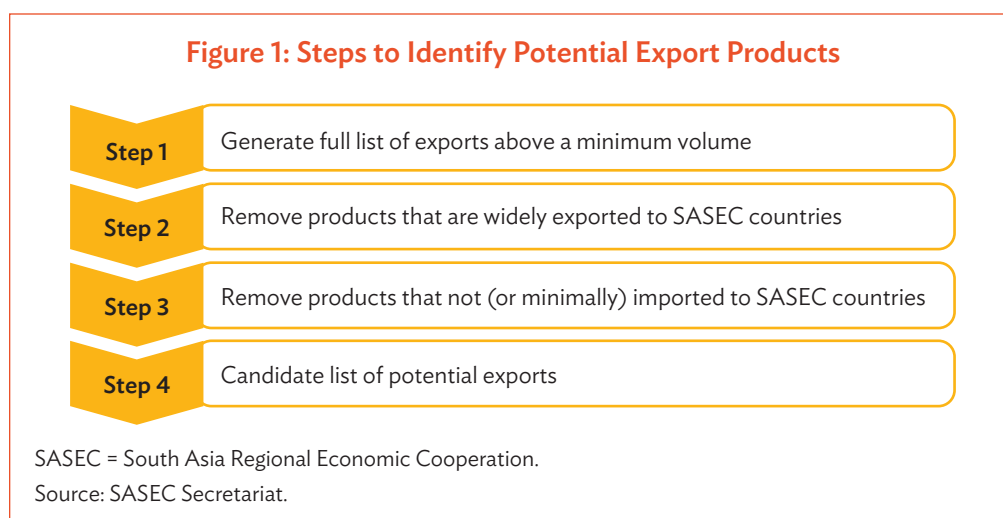 Figure 1: Steps to Identify Potential Export Products
Step 1
Generate full list of exports above a minimum volume
Step 2
Remove products that are widely exported to SASEC countries
Step 3
Remove products that not (or minimally) imported to SASEC countries
Step 4
Candidate list of potential exports
SASEC = South Asia Regional Economic Cooperation.
Source: SASEC Secretariat.